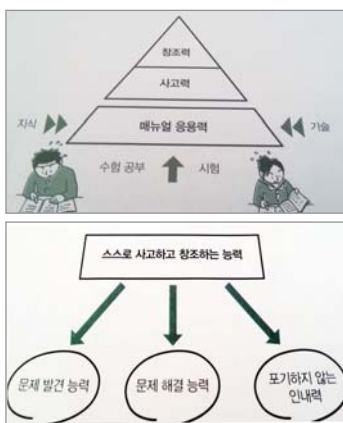 창조력
사고력
지식
매뉴얼 응용력
기술
수험 공부
시험
스스로 사고하고 창조하는 능력
문제 발견 능력
문제 해결 능력
포기하지 않는
인내력